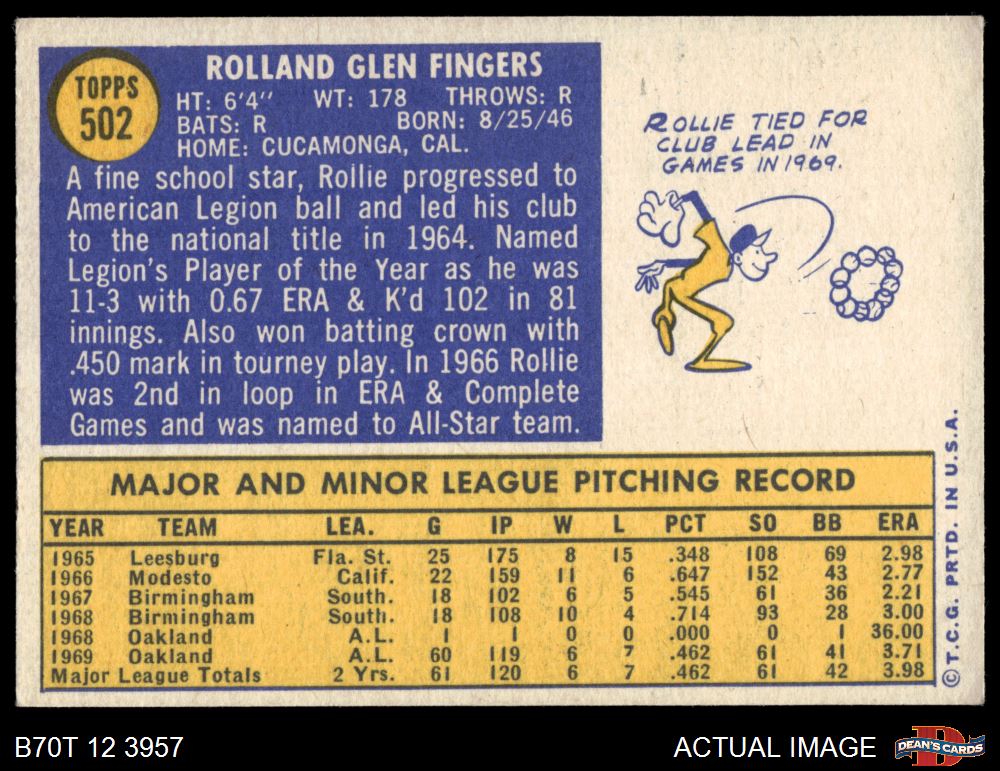 TOPPS
502
ROLLAND GLEN FINGERS
HT: 6'4" WT: 178 THROWS: R
BATS: R BORN: 8/25/46
HOME: CUCAMONGA, CAL.
A fine school star, Rollie progressed to
American Legion ball and led his club
to the national title in 1964. Named
Legion's Player of the Year as he was
11-3 with 0.67 ERA & K'd 102 in 81
innings. Also won batting crown with
.450 mark in tourney play. In 1966 Rollie
was 2nd in loop in ERA & Complete
Games and was named to All-Star team.
ROLLIE TIED FOR
CLUB LEAD IN
GAMES IN 1969.
MAJOR AND MINOR LEAGUE PITCHING RECORD
YEAR TEAM LEA. G IP W L PCT SO BB ERA
1965 Leesburg Fla. St. 25 175 8 15 .348 108 69 2.98
1966 Modesto Calif. 22 159 11 6 .647 152 43 2.77
1967 Birmingham South. 18 102 6 5 .545 61 36 2.21
1968 Birmingham South. 18 108 10 4 .714 93 28 3.00
1968 Oakland A.L. 1 1 0 0 .000 0 1 36.00
1969 Oakland A.L. 60 119 6 7 .462 61 41 3.71
Major League Totals 2 Yrs. 61 120 6 7 .462 61 42 3.98
© T.C.G. PRTD. IN U.S.A.
B70T 12 3957
ACTUAL IMAGE
DEAN'S CARDS